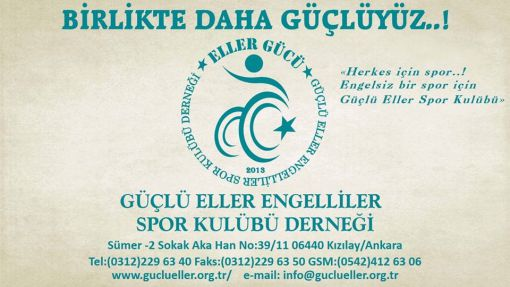 BİRLİKTE DAHA GÜÇLÜYÜZ..!
ELLER GÜCÜ
GÜÇLÜ ELLER ENGELLİLER SPOR KULÜBÜ DERNEĞİ
2013
«Herkes için spor..!
Engelsiz bir spor için
Güçlü Eller Spor Kulübü»
GÜÇLÜ ELLER ENGELLİLER
SPOR KULÜBÜ DERNEĞİ
Sümer -2 Sokak Aka Han No:39/11 06440 Kızılay/Ankara
Tel:(0312)229 63 40 Faks:(0312)229 63 50 GSM:(0542)412 63 06
www.guclueller.org.tr/ e-mail: info@guclueller.org.tr